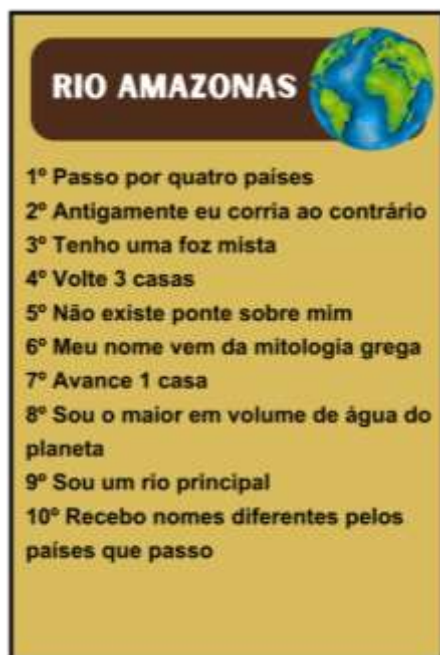 RIO AMAZONAS
1º Passo por quatro países
2º Antigamente eu corria ao contrário
3º Tenho uma foz mista
4º Volte 3 casas
5º Não existe ponte sobre mim
6º Meu nome vem da mitologia grega
7º Avance 1 casa
8º Sou o maior em volume de água do
planeta
9º Sou um rio principal
10º Recebo nomes diferentes pelos
países que passo